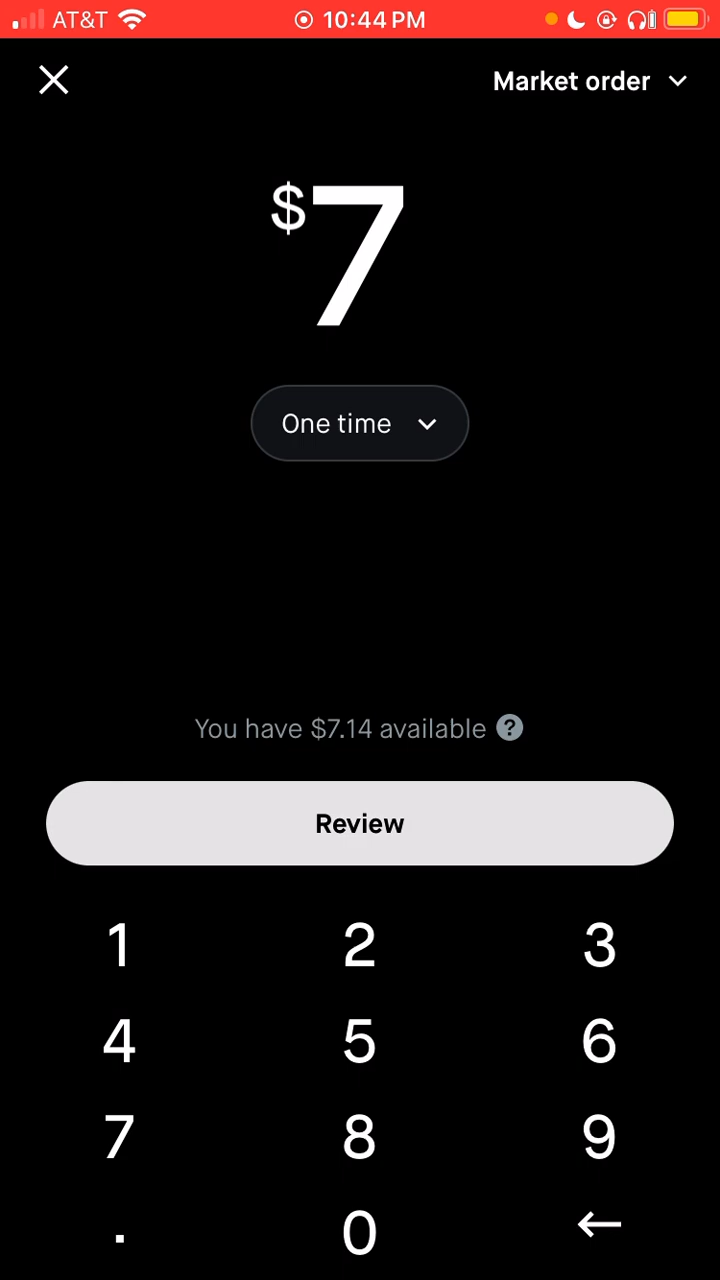 AT&T 10:44 PM
Market order
$7
One time
You have $7.14 available ?
Review
1 2 3
4 5 6
7 8 9
. 0